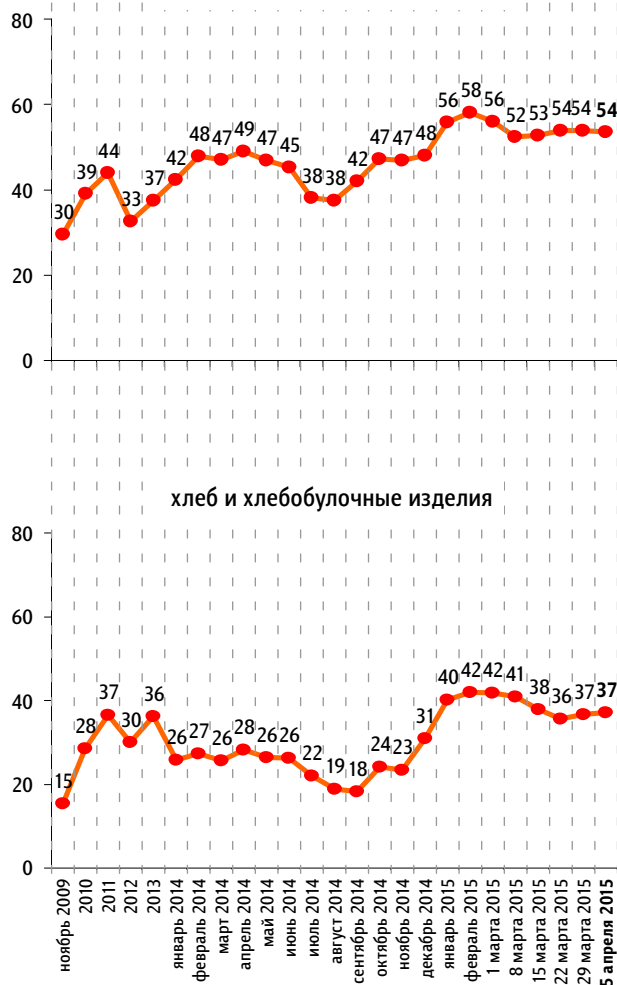 80
60
40
20
0
30
39
44
33
37
42
48
47
49
47
45
38
38
42
47
47
48
56
58
56
52
53
54
54
54
хлеб и хлебобулочные изделия
80
60
40
20
0
15
28
37
30
36
26
27
26
28
26
26
22
19
18
24
23
31
40
42
42
41
38
36
37
37
ноябрь 2009
2010
2011
2012
2013
январь 2014
февраль 2014
март 2014
апрель 2014
май 2014
июнь 2014
июль 2014
август 2014
сентябрь 2014
октябрь 2014
ноябрь 2014
декабрь 2014
январь 2015
февраль 2015
1 марта 2015
8 марта 2015
15 марта 2015
22 марта 2015
29 марта 2015
5 апреля 2015